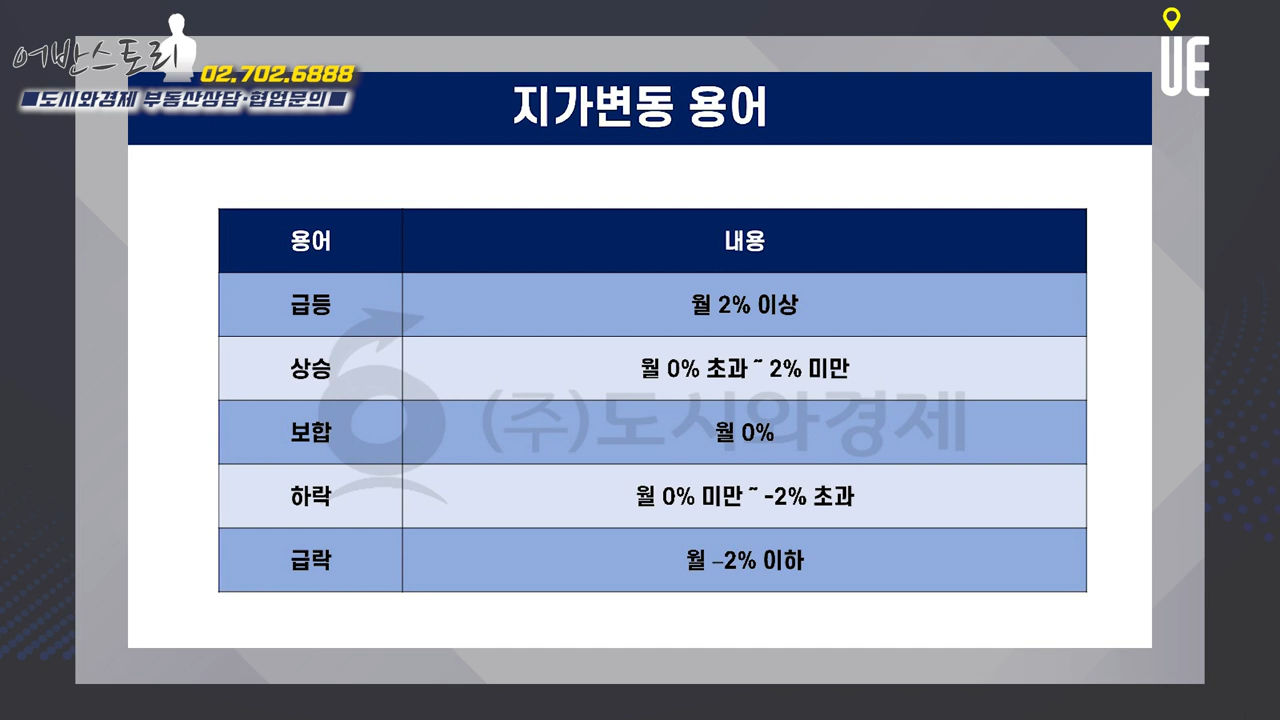 어반스토리
02.702.6888
■도시와경제 부동산상담·협업문의■
UE
지가변동 용어
용어 내용
급등 월 2% 이상
상승 월 0% 초과 ~ 2% 미만
보합 월 0%
하락 월 0% 미만 ~ -2% 초과
급락 월 –2% 이하
(주)도시와경제